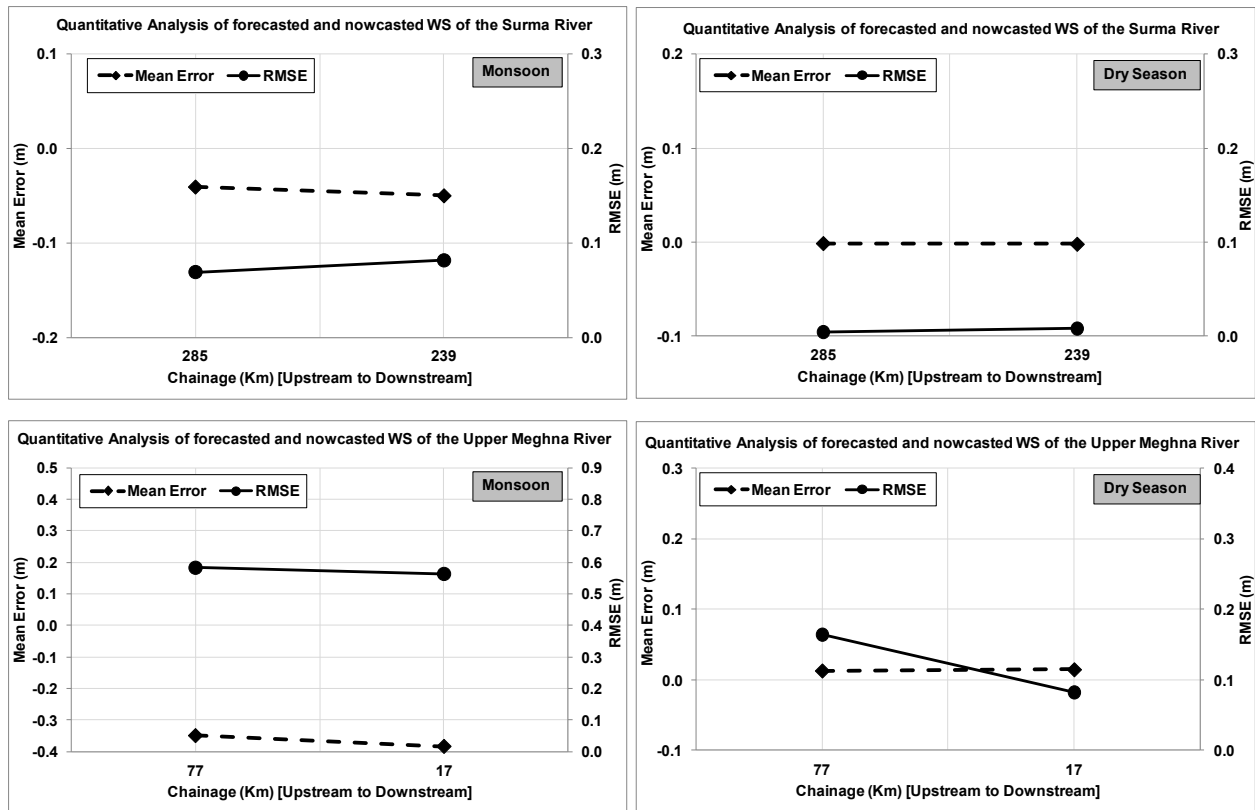 Quantitative Analysis of forecasted and nowcasted WS of the Surma River
Mean Error RMSE
Monsoon
Mean Error (m)
0.1
0.0
-0.1
-0.2
RMSE (m)
0.3
0.2
0.1
0.0
285 239
Chainage (Km) [Upstream to Downstream]
Quantitative Analysis of forecasted and nowcasted WS of the Surma River
Mean Error RMSE
Dry Season
Mean Error (m)
0.2
0.1
0.0
-0.1
RMSE (m)
0.3
0.2
0.1
0.0
285 239
Chainage (Km) [Upstream to Downstream]
Quantitative Analysis of forecasted and nowcasted WS of the Upper Meghna River
Mean Error RMSE
Monsoon
Mean Error (m)
0.5
0.4
0.3
0.2
0.1
0.0
-0.1
-0.2
-0.3
-0.4
RMSE (m)
0.9
0.8
0.7
0.6
0.5
0.4
0.3
0.2
0.1
0.0
77 17
Chainage (Km) [Upstream to Downstream]
Quantitative Analysis of forecasted and nowcasted WS of the Upper Meghna River
Mean Error RMSE
Dry Season
Mean Error (m)
0.3
0.2
0.1
0.0
-0.1
RMSE (m)
0.4
0.3
0.2
0.1
0.0
77 17
Chainage (Km) [Upstream to Downstream]